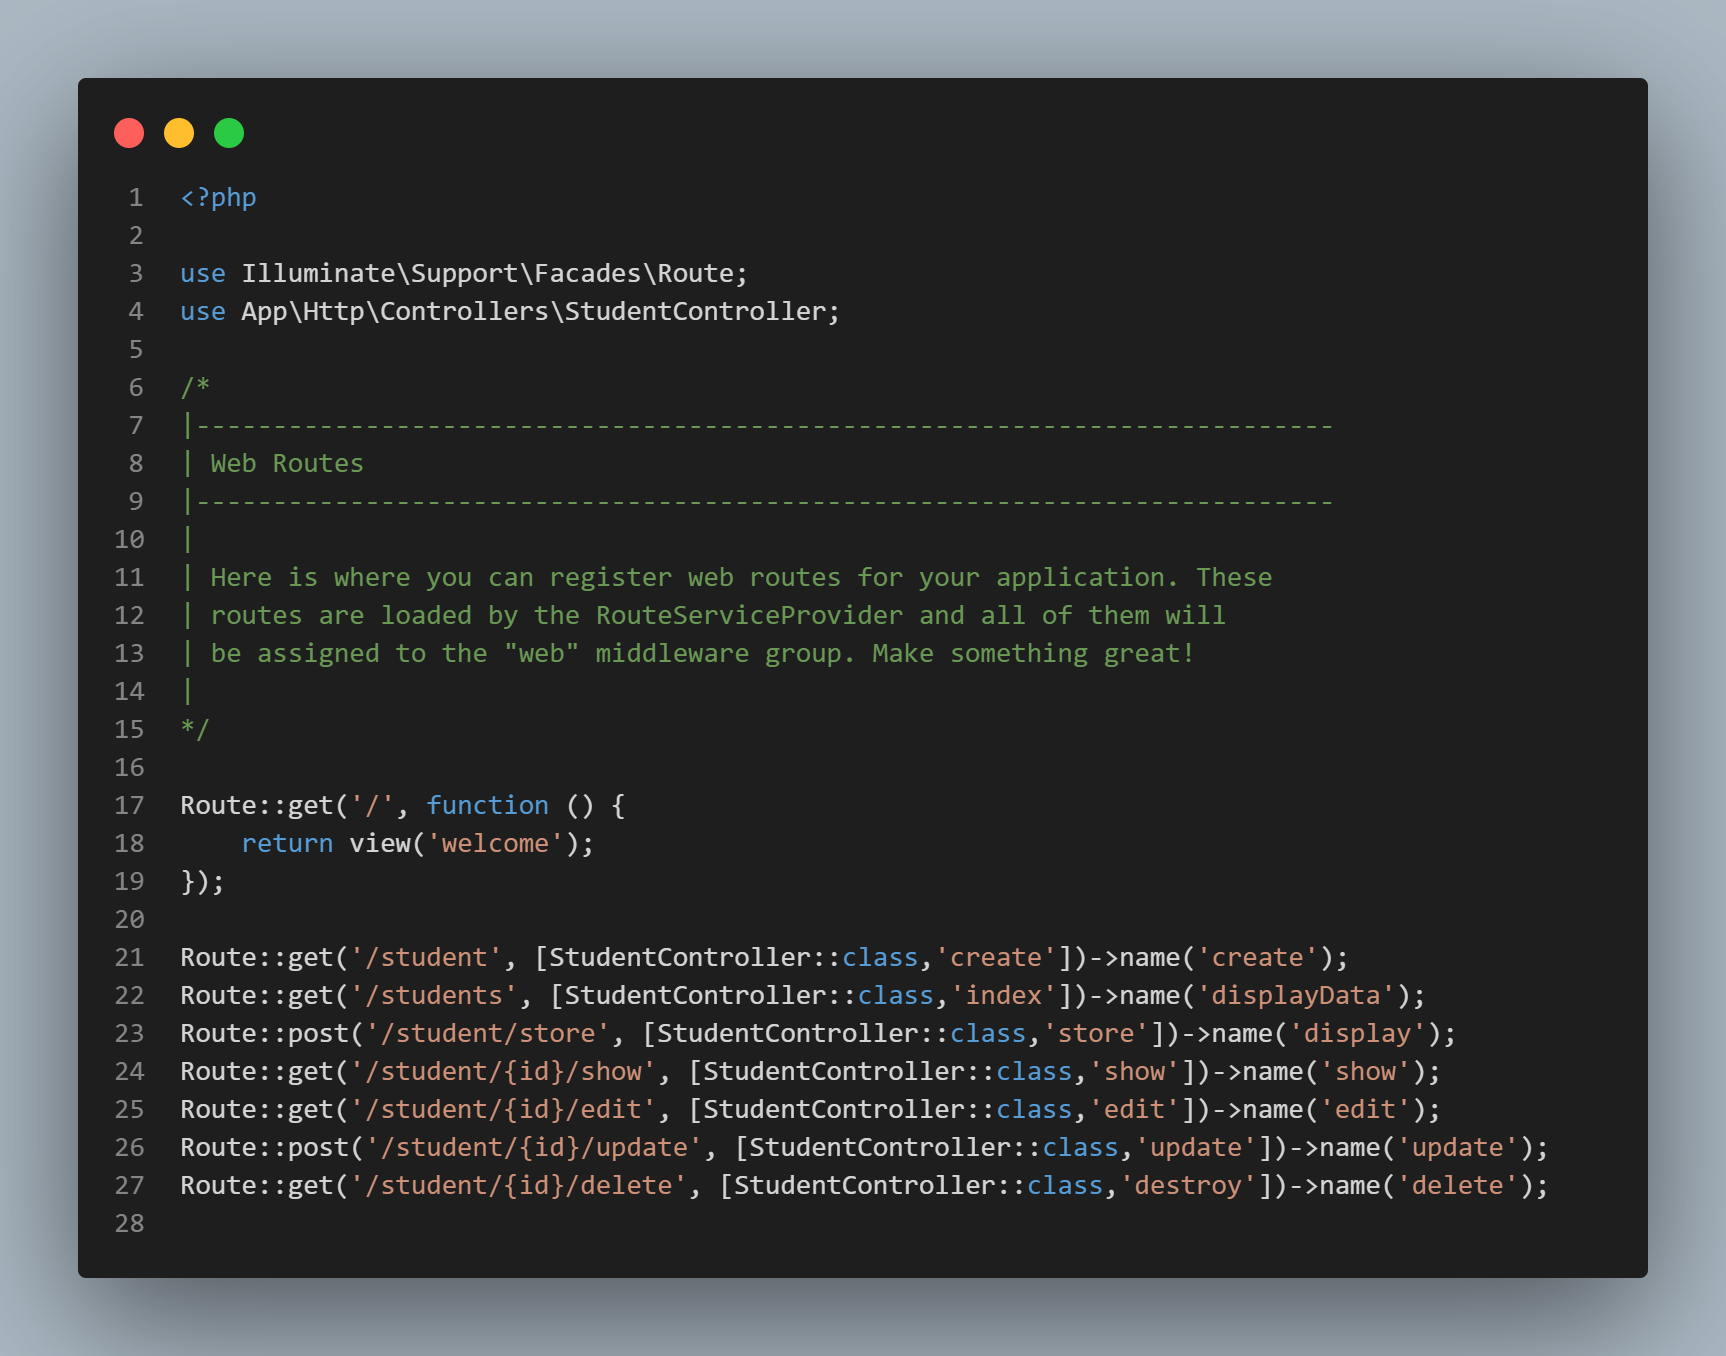 1 <?php
2
3 use Illuminate\Support\Facades\Route;
4 use App\Http\Controllers\StudentController;
5
6 /*
7 |--------------------------------------------------------------------------
8 | Web Routes
9 |--------------------------------------------------------------------------
10 |
11 | Here is where you can register web routes for your application. These
12 | routes are loaded by the RouteServiceProvider and all of them will
13 | be assigned to the "web" middleware group. Make something great!
14 |
15 */
16
17 Route::get('/', function () {
18     return view('welcome');
19 });
20
21 Route::get('/student', [StudentController::class,'create'])->name('create');
22 Route::get('/students', [StudentController::class,'index'])->name('displayData');
23 Route::post('/student/store', [StudentController::class,'store'])->name('display');
24 Route::get('/student/{id}/show', [StudentController::class,'show'])->name('show');
25 Route::get('/student/{id}/edit', [StudentController::class,'edit'])->name('edit');
26 Route::post('/student/{id}/update', [StudentController::class,'update'])->name('update');
27 Route::get('/student/{id}/delete', [StudentController::class,'destroy'])->name('delete');
28